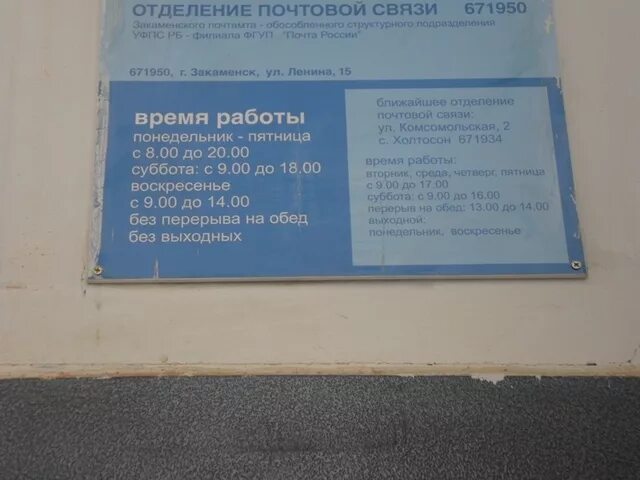 ОТДЕЛЕНИЕ ПОЧТОВОЙ СВЯЗИ 671950
Закаменского почтамта - обособленного структурного подразделения
УФПС РБ - филиала ФГУП "Почта России"
671950, г. Закаменск, ул. Ленина, 15
время работы
понедельник - пятница
с 8.00 до 20.00
суббота: с 9.00 до 18.00
воскресенье
с 9.00 до 14.00
без перерыва на обед
без выходных
ближайшее отделение
почтовой связи:
ул. Комсомольская, 2
с. Холтосон 671934
время работы:
вторник, среда, четверг, пятница
с 9.00 до 17.00
суббота: с 9.00 до 16.00
перерыв на обед: 13.00 до 14.00
выходной:
понедельник, воскресенье